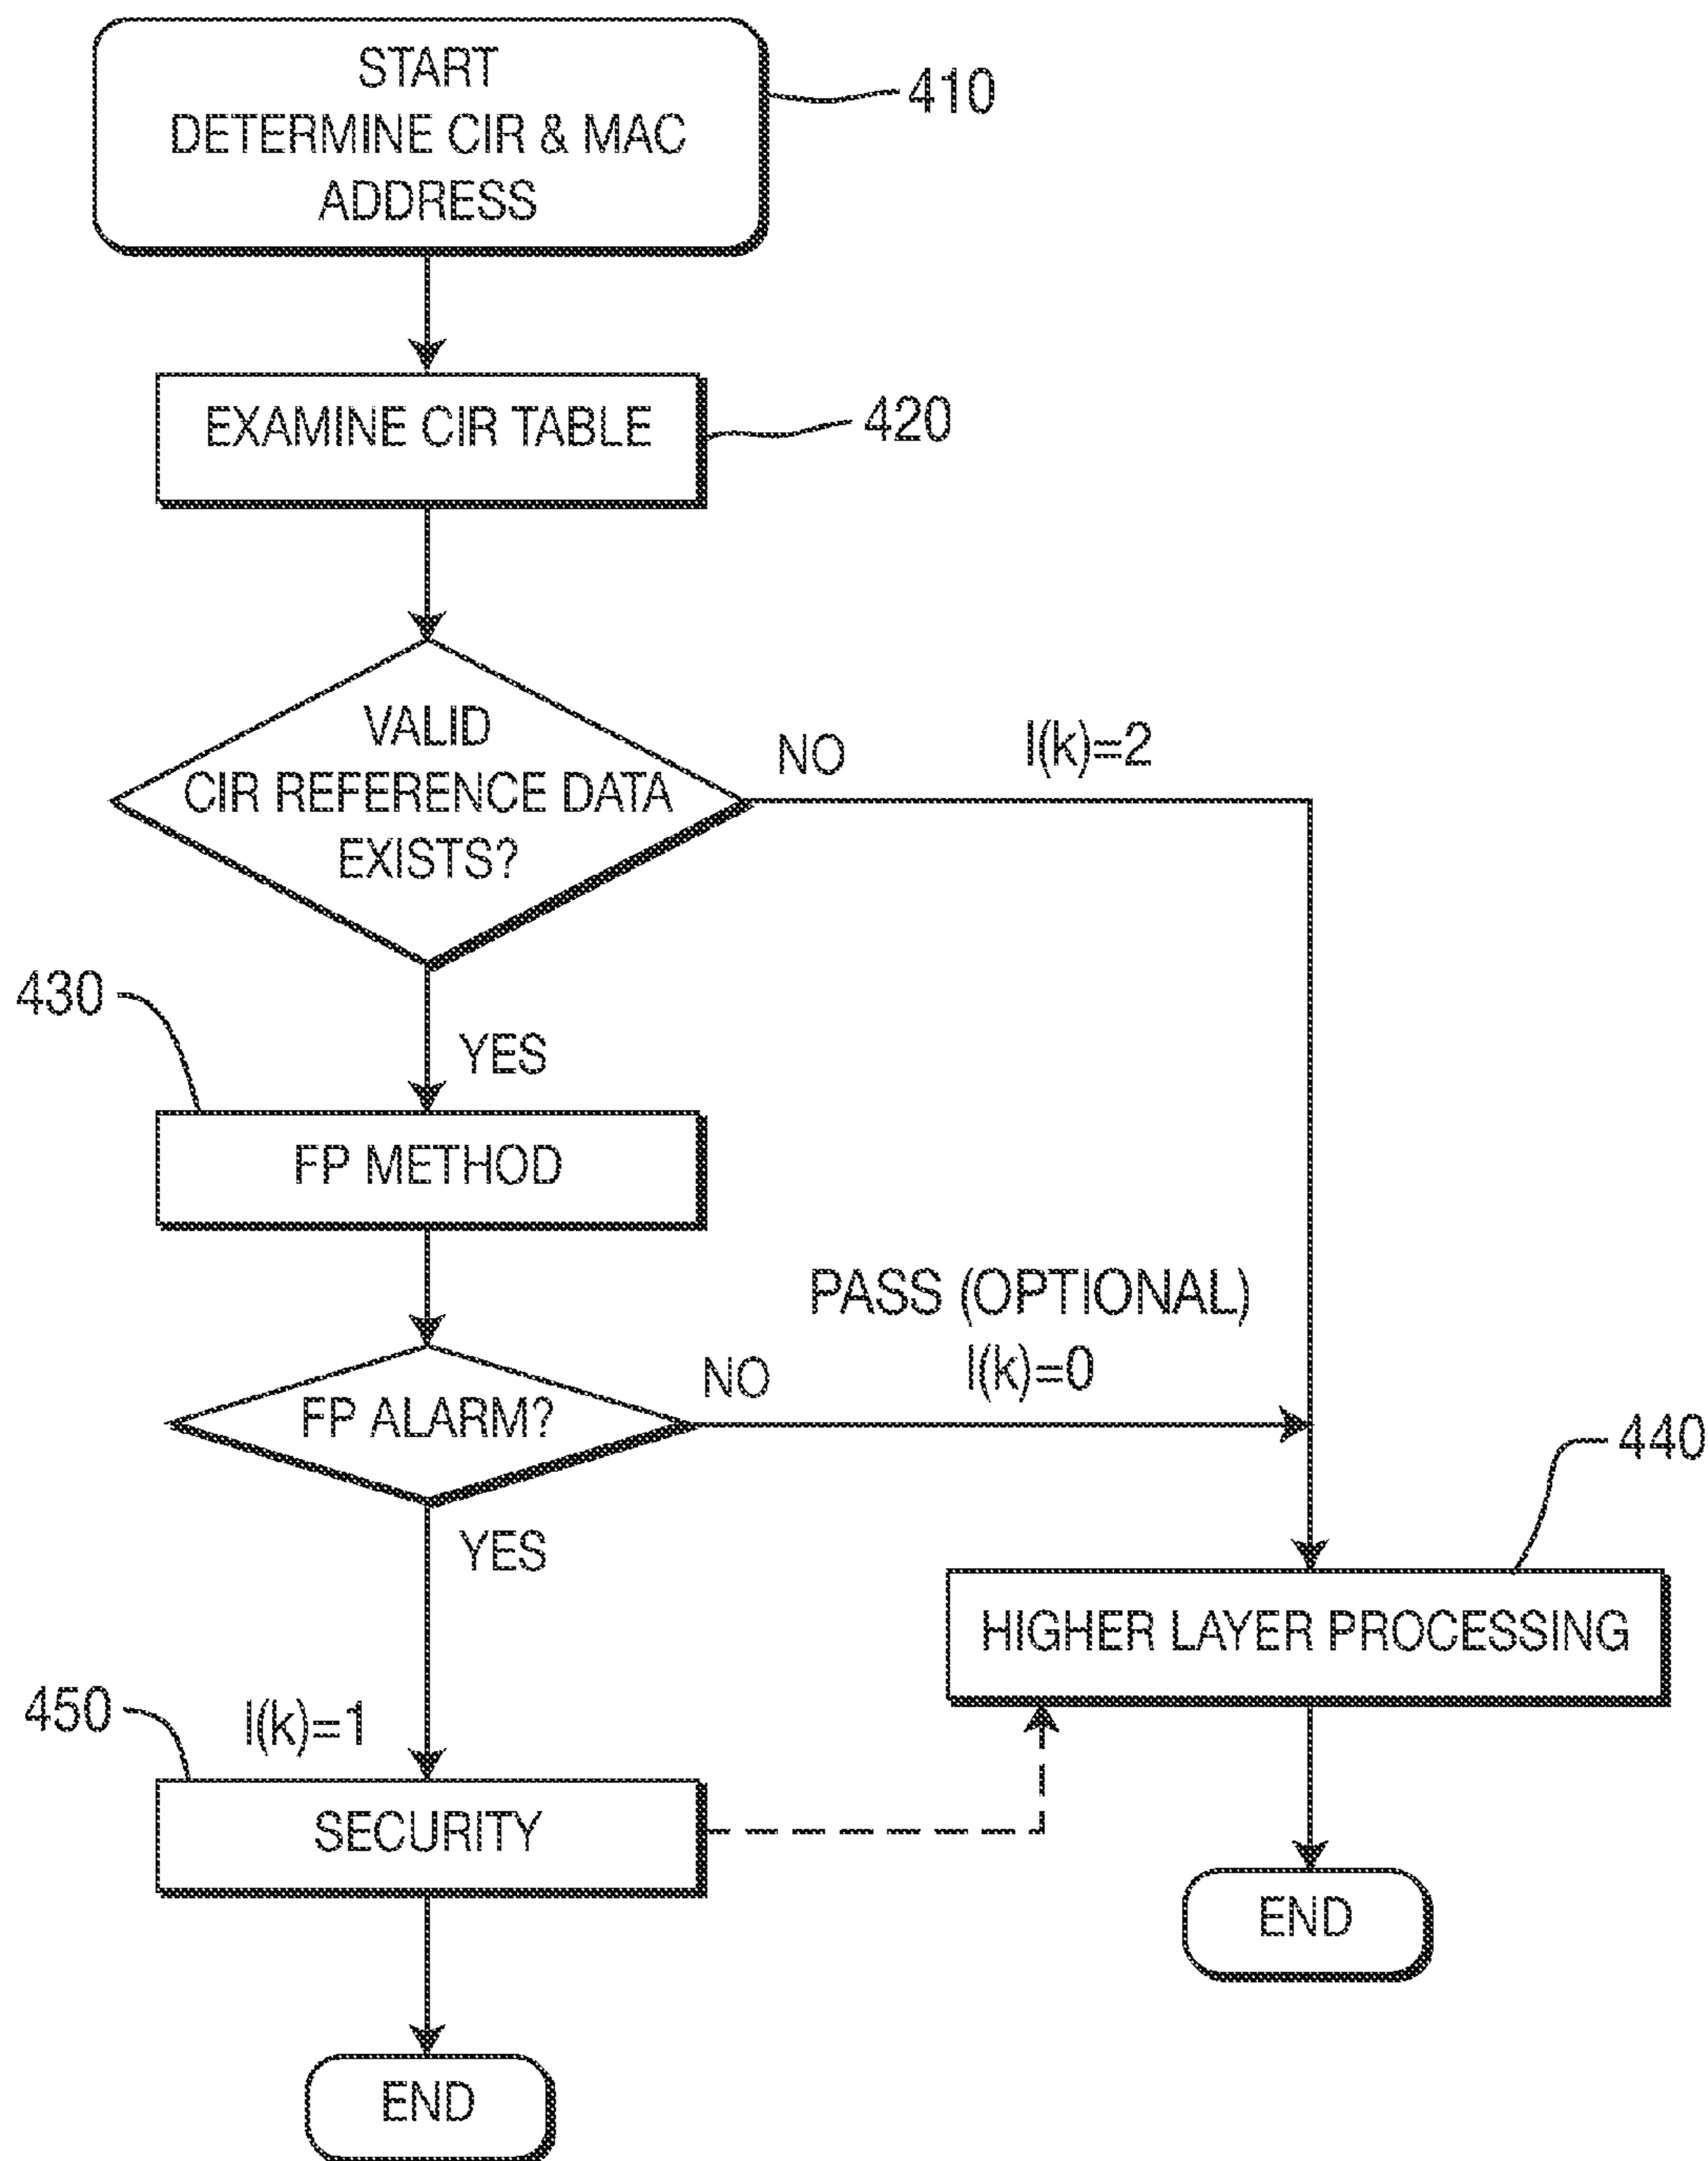 START
DETERMINE CIR & MAC
ADDRESS
410
EXAMINE CIR TABLE
420
VALID
CIR REFERENCE DATA
EXISTS?
NO
I(k)=2
430
YES
FP METHOD
PASS (OPTIONAL)
I(k)=0
NO
FP ALARM?
440
YES
HIGHER LAYER PROCESSING
450
I(k)=1
SECURITY
END
END